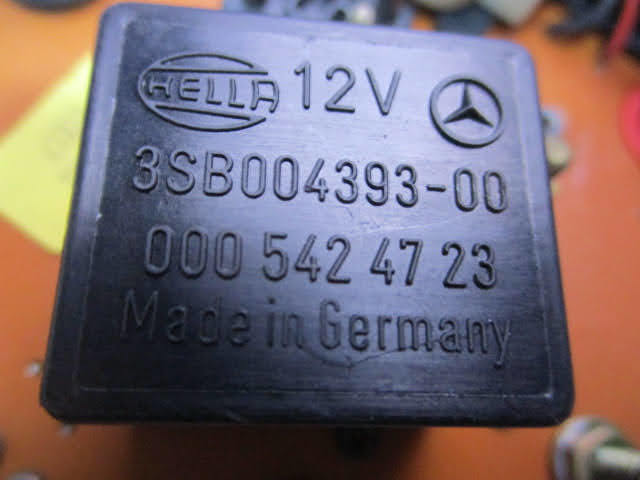 HELLA 12V
3SB004393-00
000 542 47 23
Made in Germany